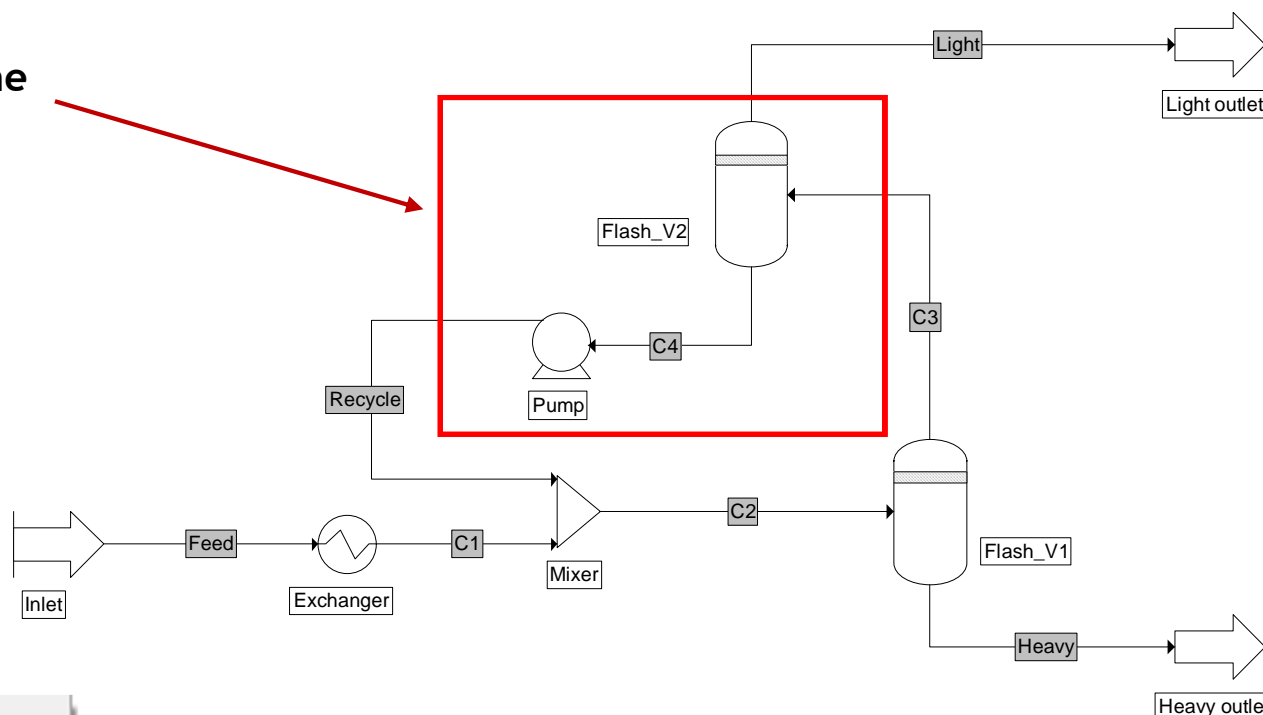 ne
Light
Light outlet
Flash_V2
C3
C4
Recycle
Pump
C2
Feed
C1
Flash_V1
Mixer
Inlet
Exchanger
Heavy
Heavy outle